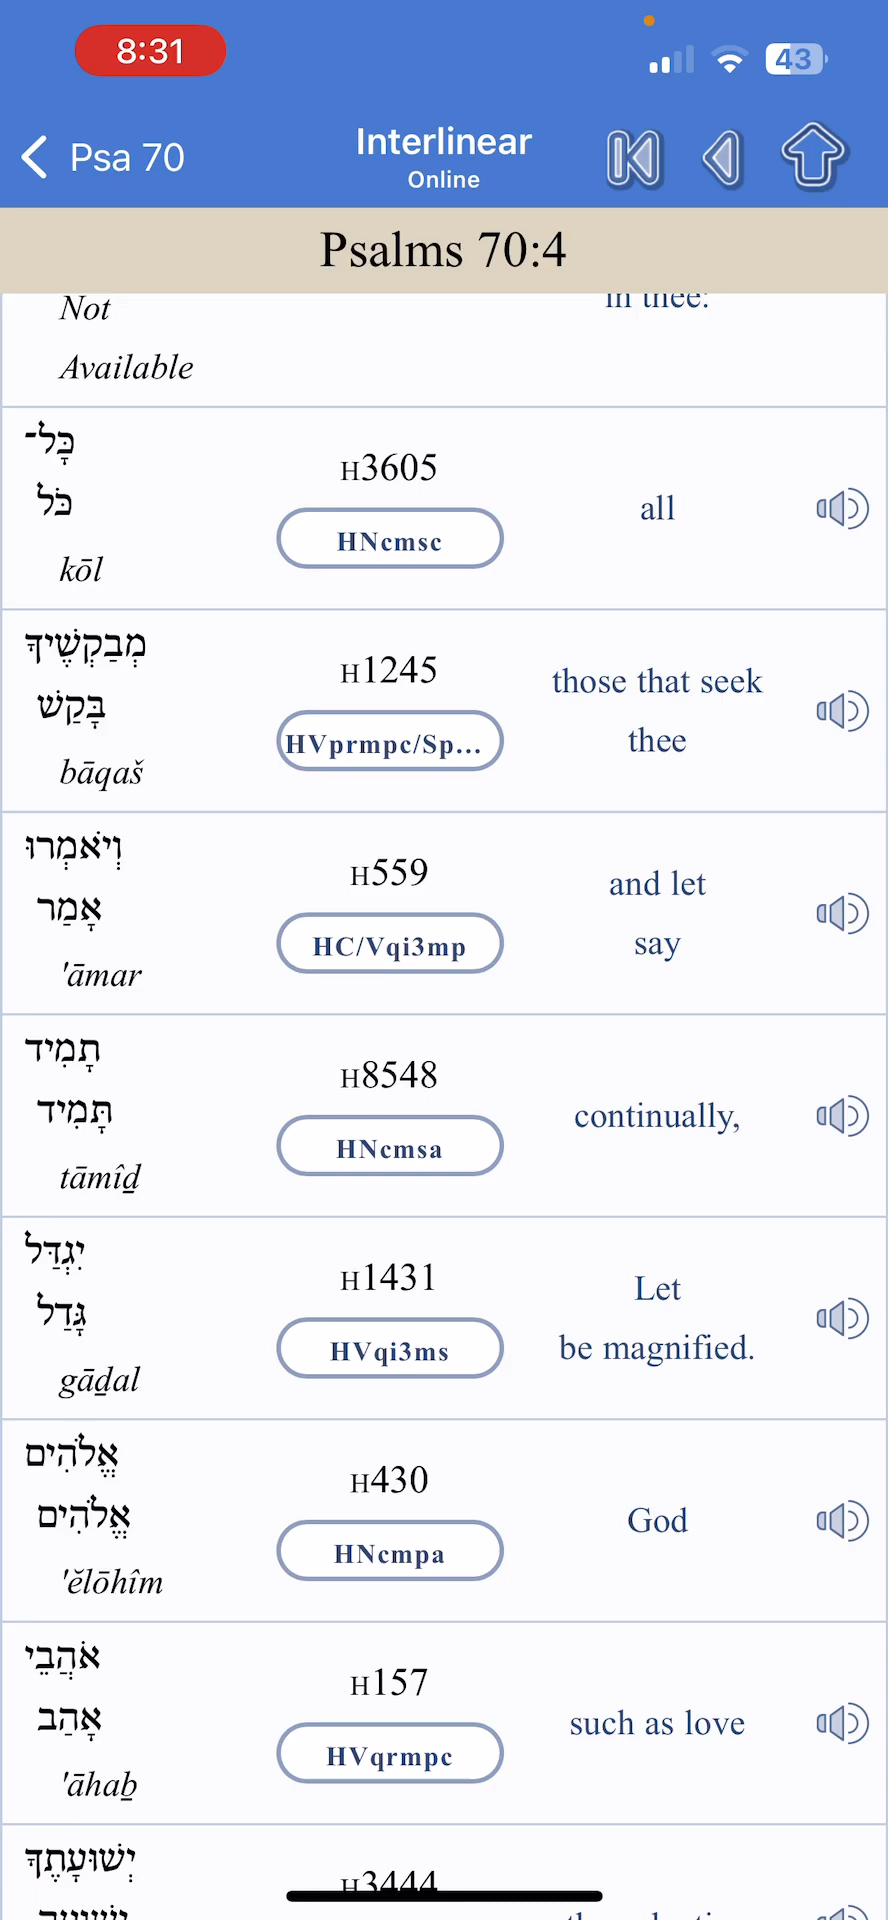 8:31
43
Psa 70
Interlinear
Online
Psalms 70:4
Not
Available
in thee:
כָּל־
כֹּל
kōl
H3605
HNcmsc
all
מְבַקְשֶׁיךָ
בָּקַשׁ
bāqaš
H1245
HVprmpc/Sp...
those that seek
thee
וְיֹאמְרוּ
אָמַר
'āmar
H559
HC/Vqi3mp
and let
say
תָמִיד
תָּמִיד
tāmîḏ
H8548
HNcmsa
continually,
יִגְדַּל
גָּדַל
gāḏal
H1431
HVqi3ms
Let
be magnified.
אֱלֹהִים
אֱלֹהִים
'ĕlōhîm
H430
HNcmpa
God
אֹהֲבֵי
אָהַב
'āhaḇ
H157
HVqrmpc
such as love
יְשׁוּעָתֶךָ
H3444